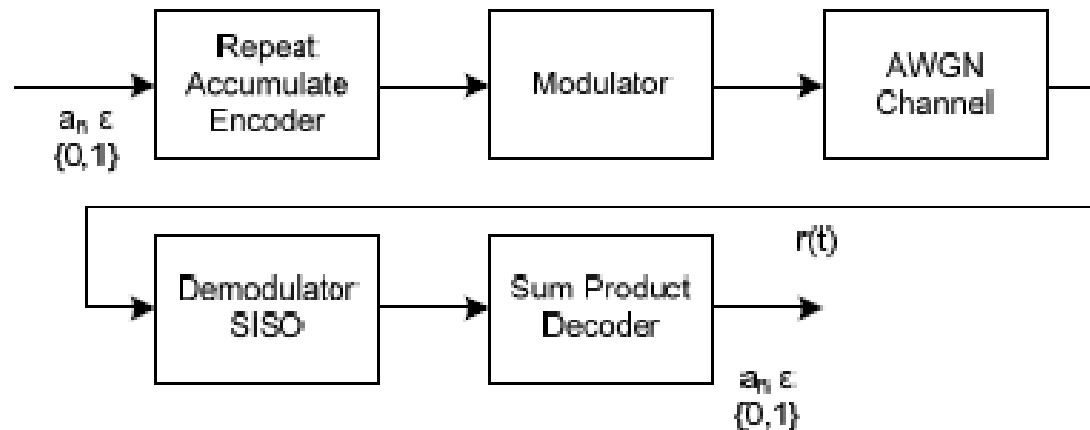 Repeat
Accumulate
Encoder
Modulator
AWGN
Channel
aₙ ε
{0,1}
r(t)
Demodulator
SISO
Sum Product
Decoder
aₙ ε
{0,1}